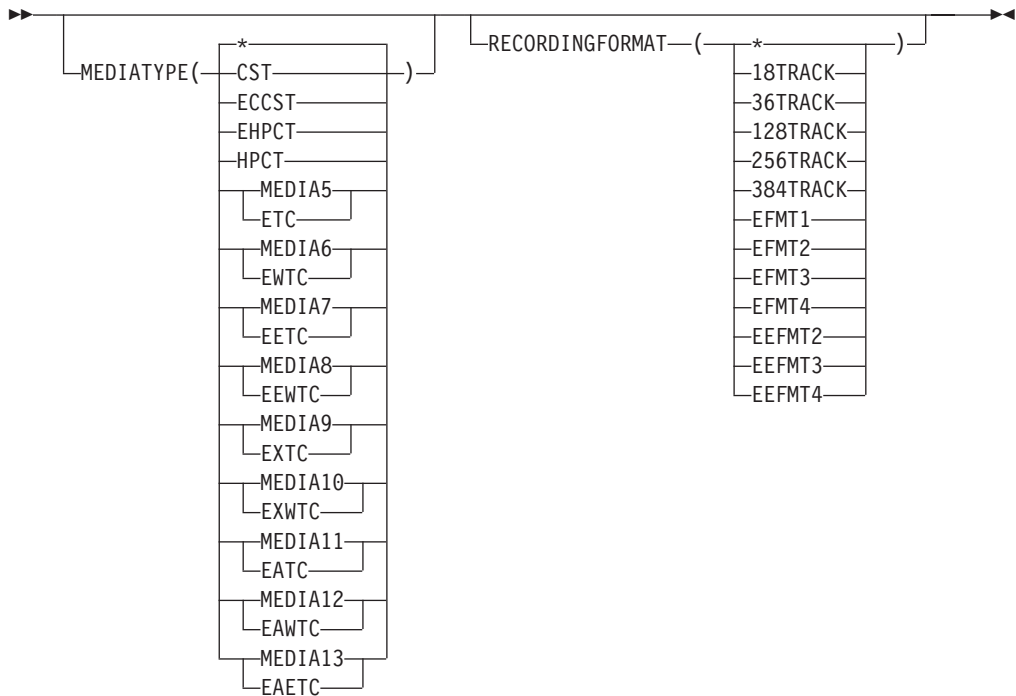 MEDIATYPE( * )
CST
ECCST
EHPCT
HPCT
MEDIA5
ETC
MEDIA6
EWTC
MEDIA7
EETC
MEDIA8
EEWTC
MEDIA9
EXTC
MEDIA10
EXWTC
MEDIA11
EATC
MEDIA12
EAWTC
MEDIA13
EAETC
RECORDINGFORMAT ( * )
18TRACK
36TRACK
128TRACK
256TRACK
384TRACK
EFMT1
EFMT2
EFMT3
EFMT4
EEFMT2
EEFMT3
EEFMT4